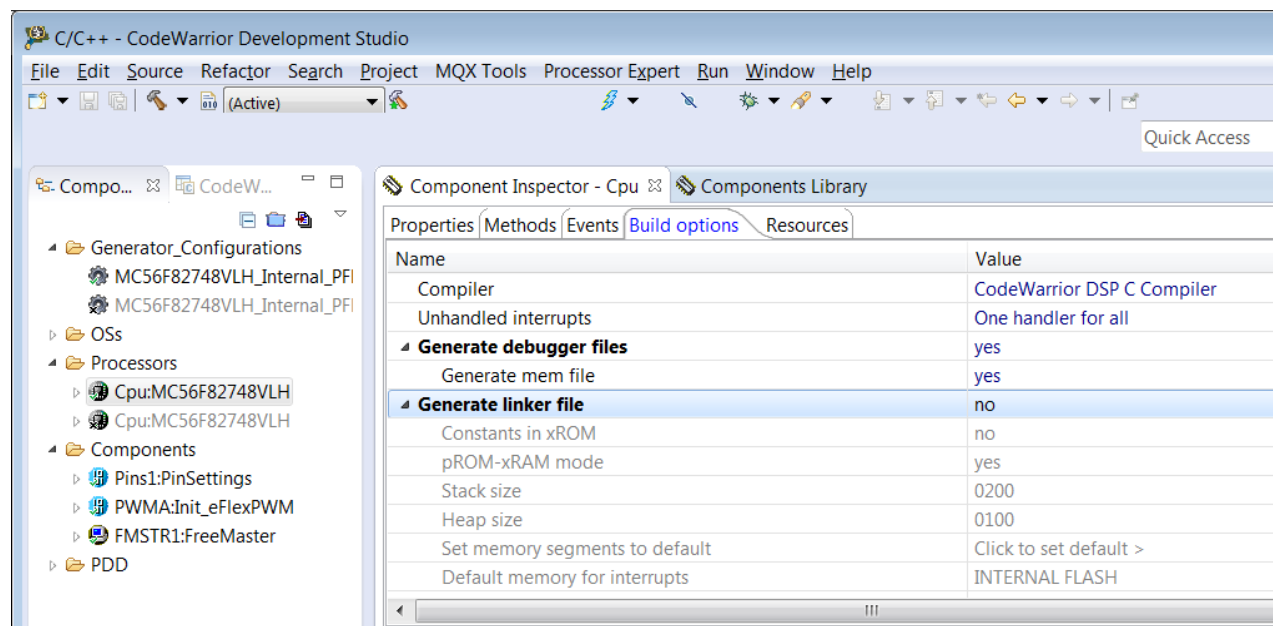 C/C++ - CodeWarrior Development Studio
File Edit Source Refactor Search Project MQX Tools Processor Expert Run Window Help
(Active)
Quick Access
Compo... CodeW...
Component Inspector - Cpu Components Library
Properties Methods Events Build options Resources
Generator_Configurations
MC56F82748VLH_Internal_PFl
MC56F82748VLH_Internal_PFl
OSs
Processors
Cpu:MC56F82748VLH
Cpu:MC56F82748VLH
Components
Pins1:PinSettings
PWMA:Init_eFlexPWM
FMSTR1:FreeMaster
PDD
Name Value
Compiler CodeWarrior DSP C Compiler
Unhandled interrupts One handler for all
Generate debugger files yes
Generate mem file yes
Generate linker file no
Constants in xROM no
pROM-xRAM mode yes
Stack size 0200
Heap size 0100
Set memory segments to default Click to set default >
Default memory for interrupts INTERNAL FLASH